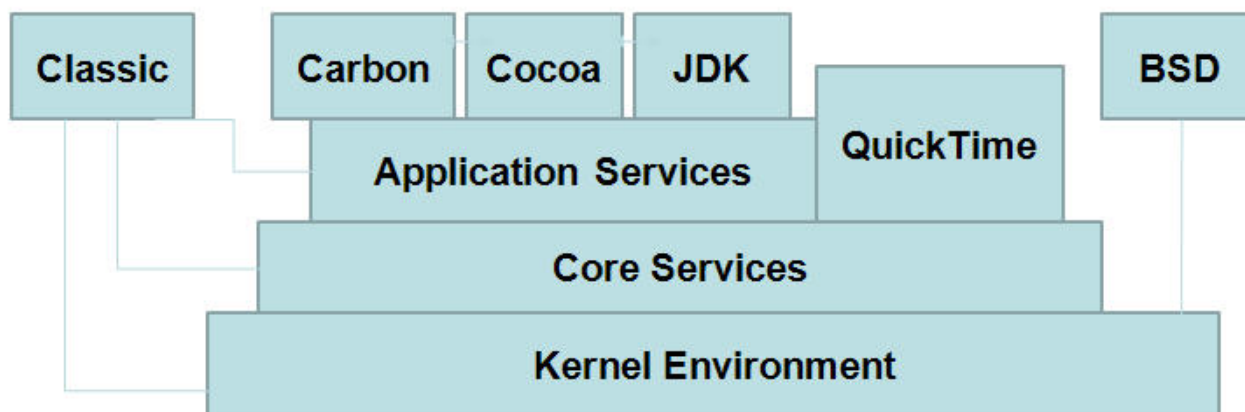 Classic
Carbon
Cocoa
JDK
BSD
QuickTime
Application Services
Core Services
Kernel Environment